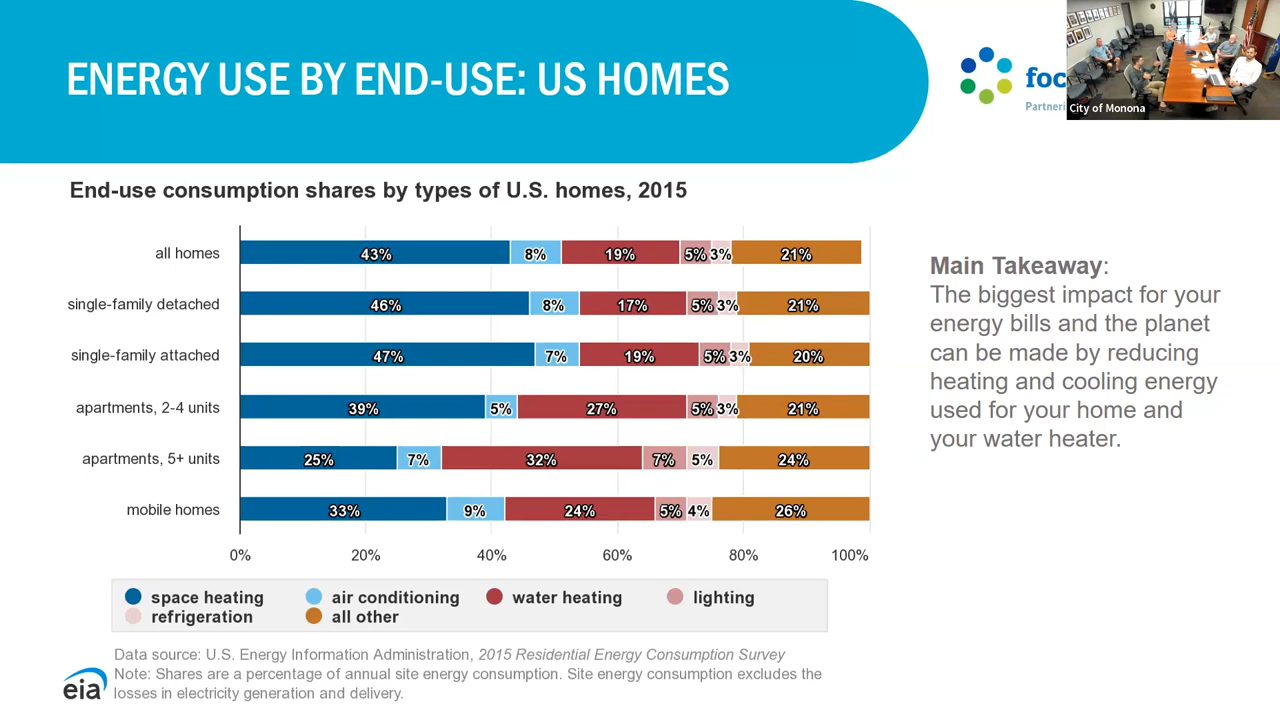 ENERGY USE BY END-USE: US HOMES
foc
Partneri
City of Monona
End-use consumption shares by types of U.S. homes, 2015
all homes 43% 8% 19% 5% 3% 21%
single-family detached 46% 8% 17% 5% 3% 21%
single-family attached 47% 7% 19% 5% 3% 20%
apartments, 2-4 units 39% 5% 27% 5% 3% 21%
apartments, 5+ units 25% 7% 32% 7% 5% 24%
mobile homes 33% 9% 24% 5% 4% 26%
0% 20% 40% 60% 80% 100%
space heating air conditioning water heating lighting
refrigeration all other
Main Takeaway:
The biggest impact for your
energy bills and the planet
can be made by reducing
heating and cooling energy
used for your home and
your water heater.
eia
Data source: U.S. Energy Information Administration, 2015 Residential Energy Consumption Survey
Note: Shares are a percentage of annual site energy consumption. Site energy consumption excludes the
losses in electricity generation and delivery.